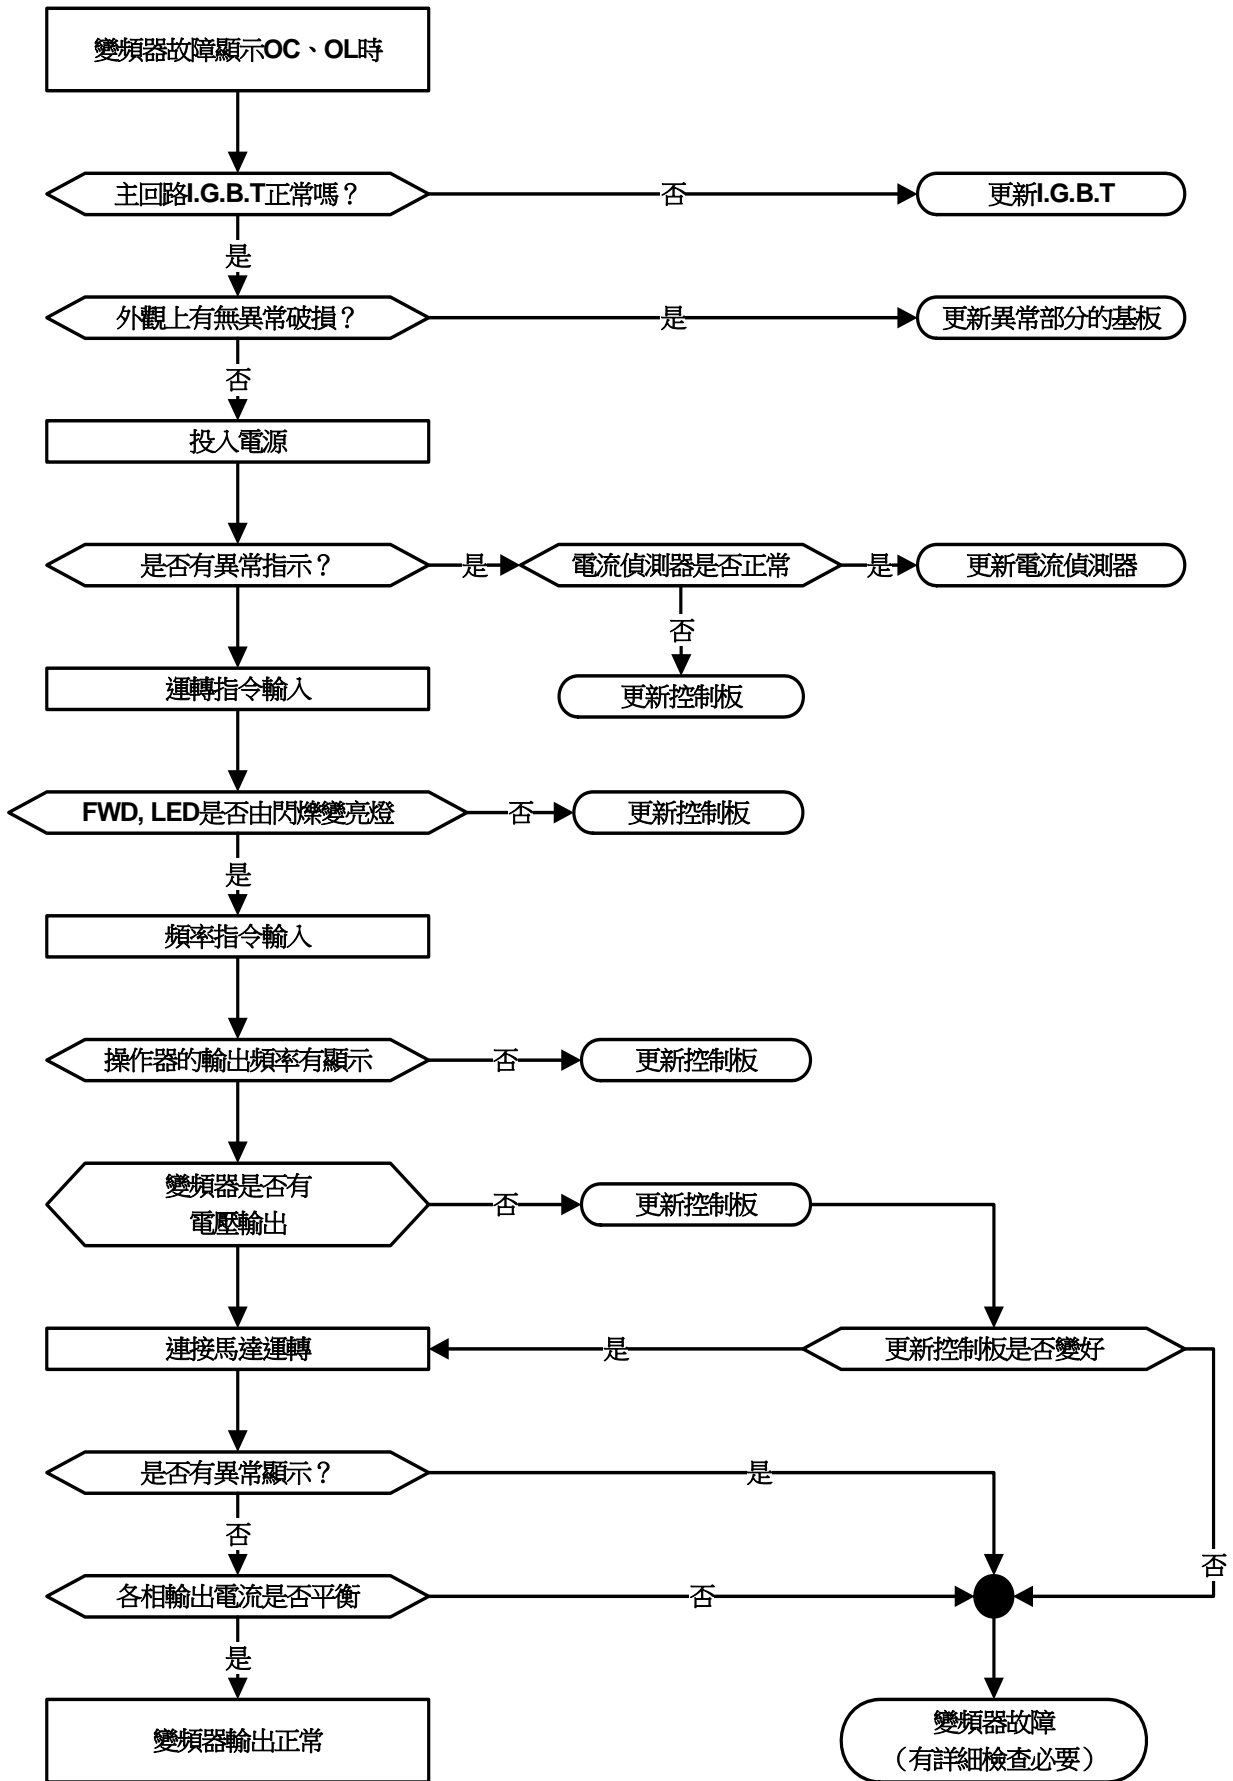 變頻器故障顯示OC、OL時
主回路I.G.B.T正常嗎？
否
更新I.G.B.T
是
外觀上有無異常破損？
是
更新異常部分的基板
否
投入電源
是否有異常指示？
是
電流偵測器是否正常
是
更新電流偵測器
否
更新控制板
運轉指令輸入
FWD, LED是否由閃爍變亮燈
否
更新控制板
是
頻率指令輸入
操作器的輸出頻率有顯示
否
更新控制板
變頻器是否有
電壓輸出
否
更新控制板
連接馬達運轉
是
更新控制板是否變好
是否有異常顯示？
是
否
否
各相輸出電流是否平衡
否
是
變頻器輸出正常
變頻器故障
（有詳細檢查必要）